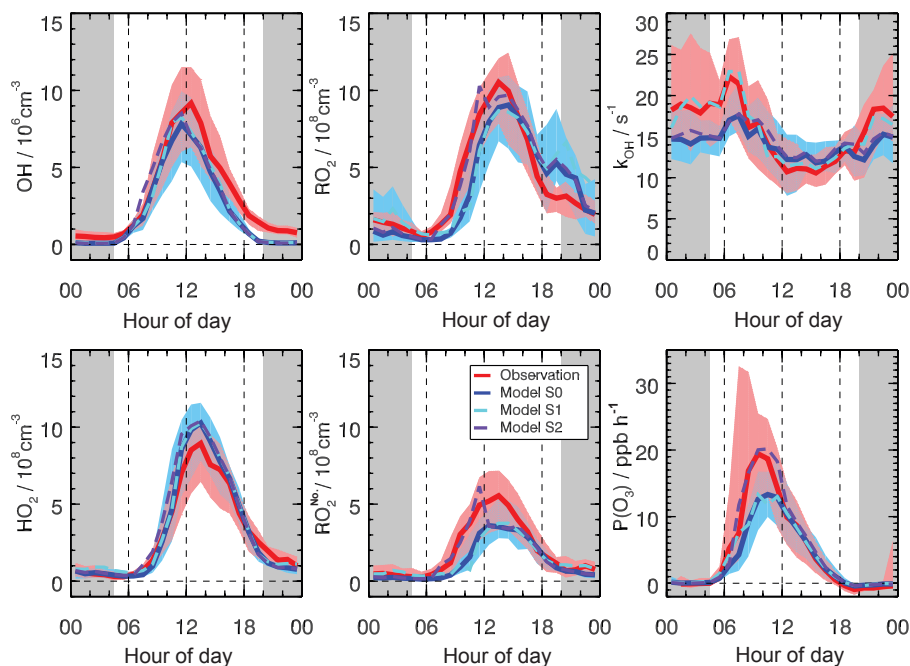 15
10
5
0
OH / 10⁶cm⁻³
00 06 12 18 00
Hour of day
15
10
5
0
RO₂ / 10⁸cm⁻³
00 06 12 18 00
Hour of day
30
25
20
15
10
5
0
k_OH / s⁻¹
00 06 12 18 00
Hour of day
15
10
5
0
HO₂ / 10⁸cm⁻³
00 06 12 18 00
Hour of day
15
10
5
0
RO₂^No. / 10⁸cm⁻³
Observation
Model S0
Model S1
Model S2
00 06 12 18 00
Hour of day
30
20
10
0
P(O₃) / ppb h⁻¹
00 06 12 18 00
Hour of day